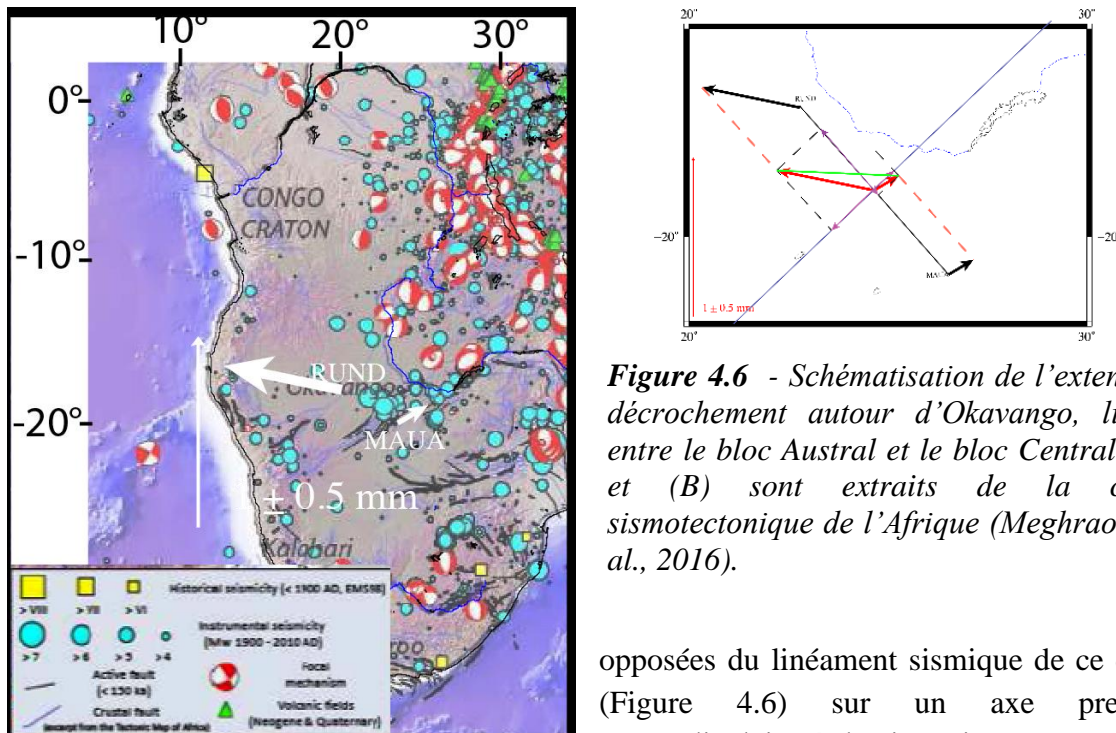 10° 20° 30°
0°
-10°
-20°
CONGO
CRATON
RUND
MAUA
± 0.5 mm
Kalahari
Historical seismicity (< 1900 AD, EMS98)
> VIII > VII > VI
Instrumental seismicity
(Mw 1900 - 2010 AD)
> 7 > 6 > 5 > 4
Active fault
(< 150 ka)
Focal
mechanism
Crustal fault
(excerpt from the Tectonic Map of Africa)
Volcanic fields
(Neogene & Quaternary)
20° 30°
RUND
−20° −20
MAUA
1 ± 0.5 mm
20° 30°
Figure 4.6 - Schématisation de l’exten
décrochement autour d’Okavango, li
entre le bloc Austral et le bloc Central
et (B) sont extraits de la c
sismotectonique de l’Afrique (Meghrao
al., 2016).
opposées du linéament sismique de ce
(Figure 4.6) sur un axe pre